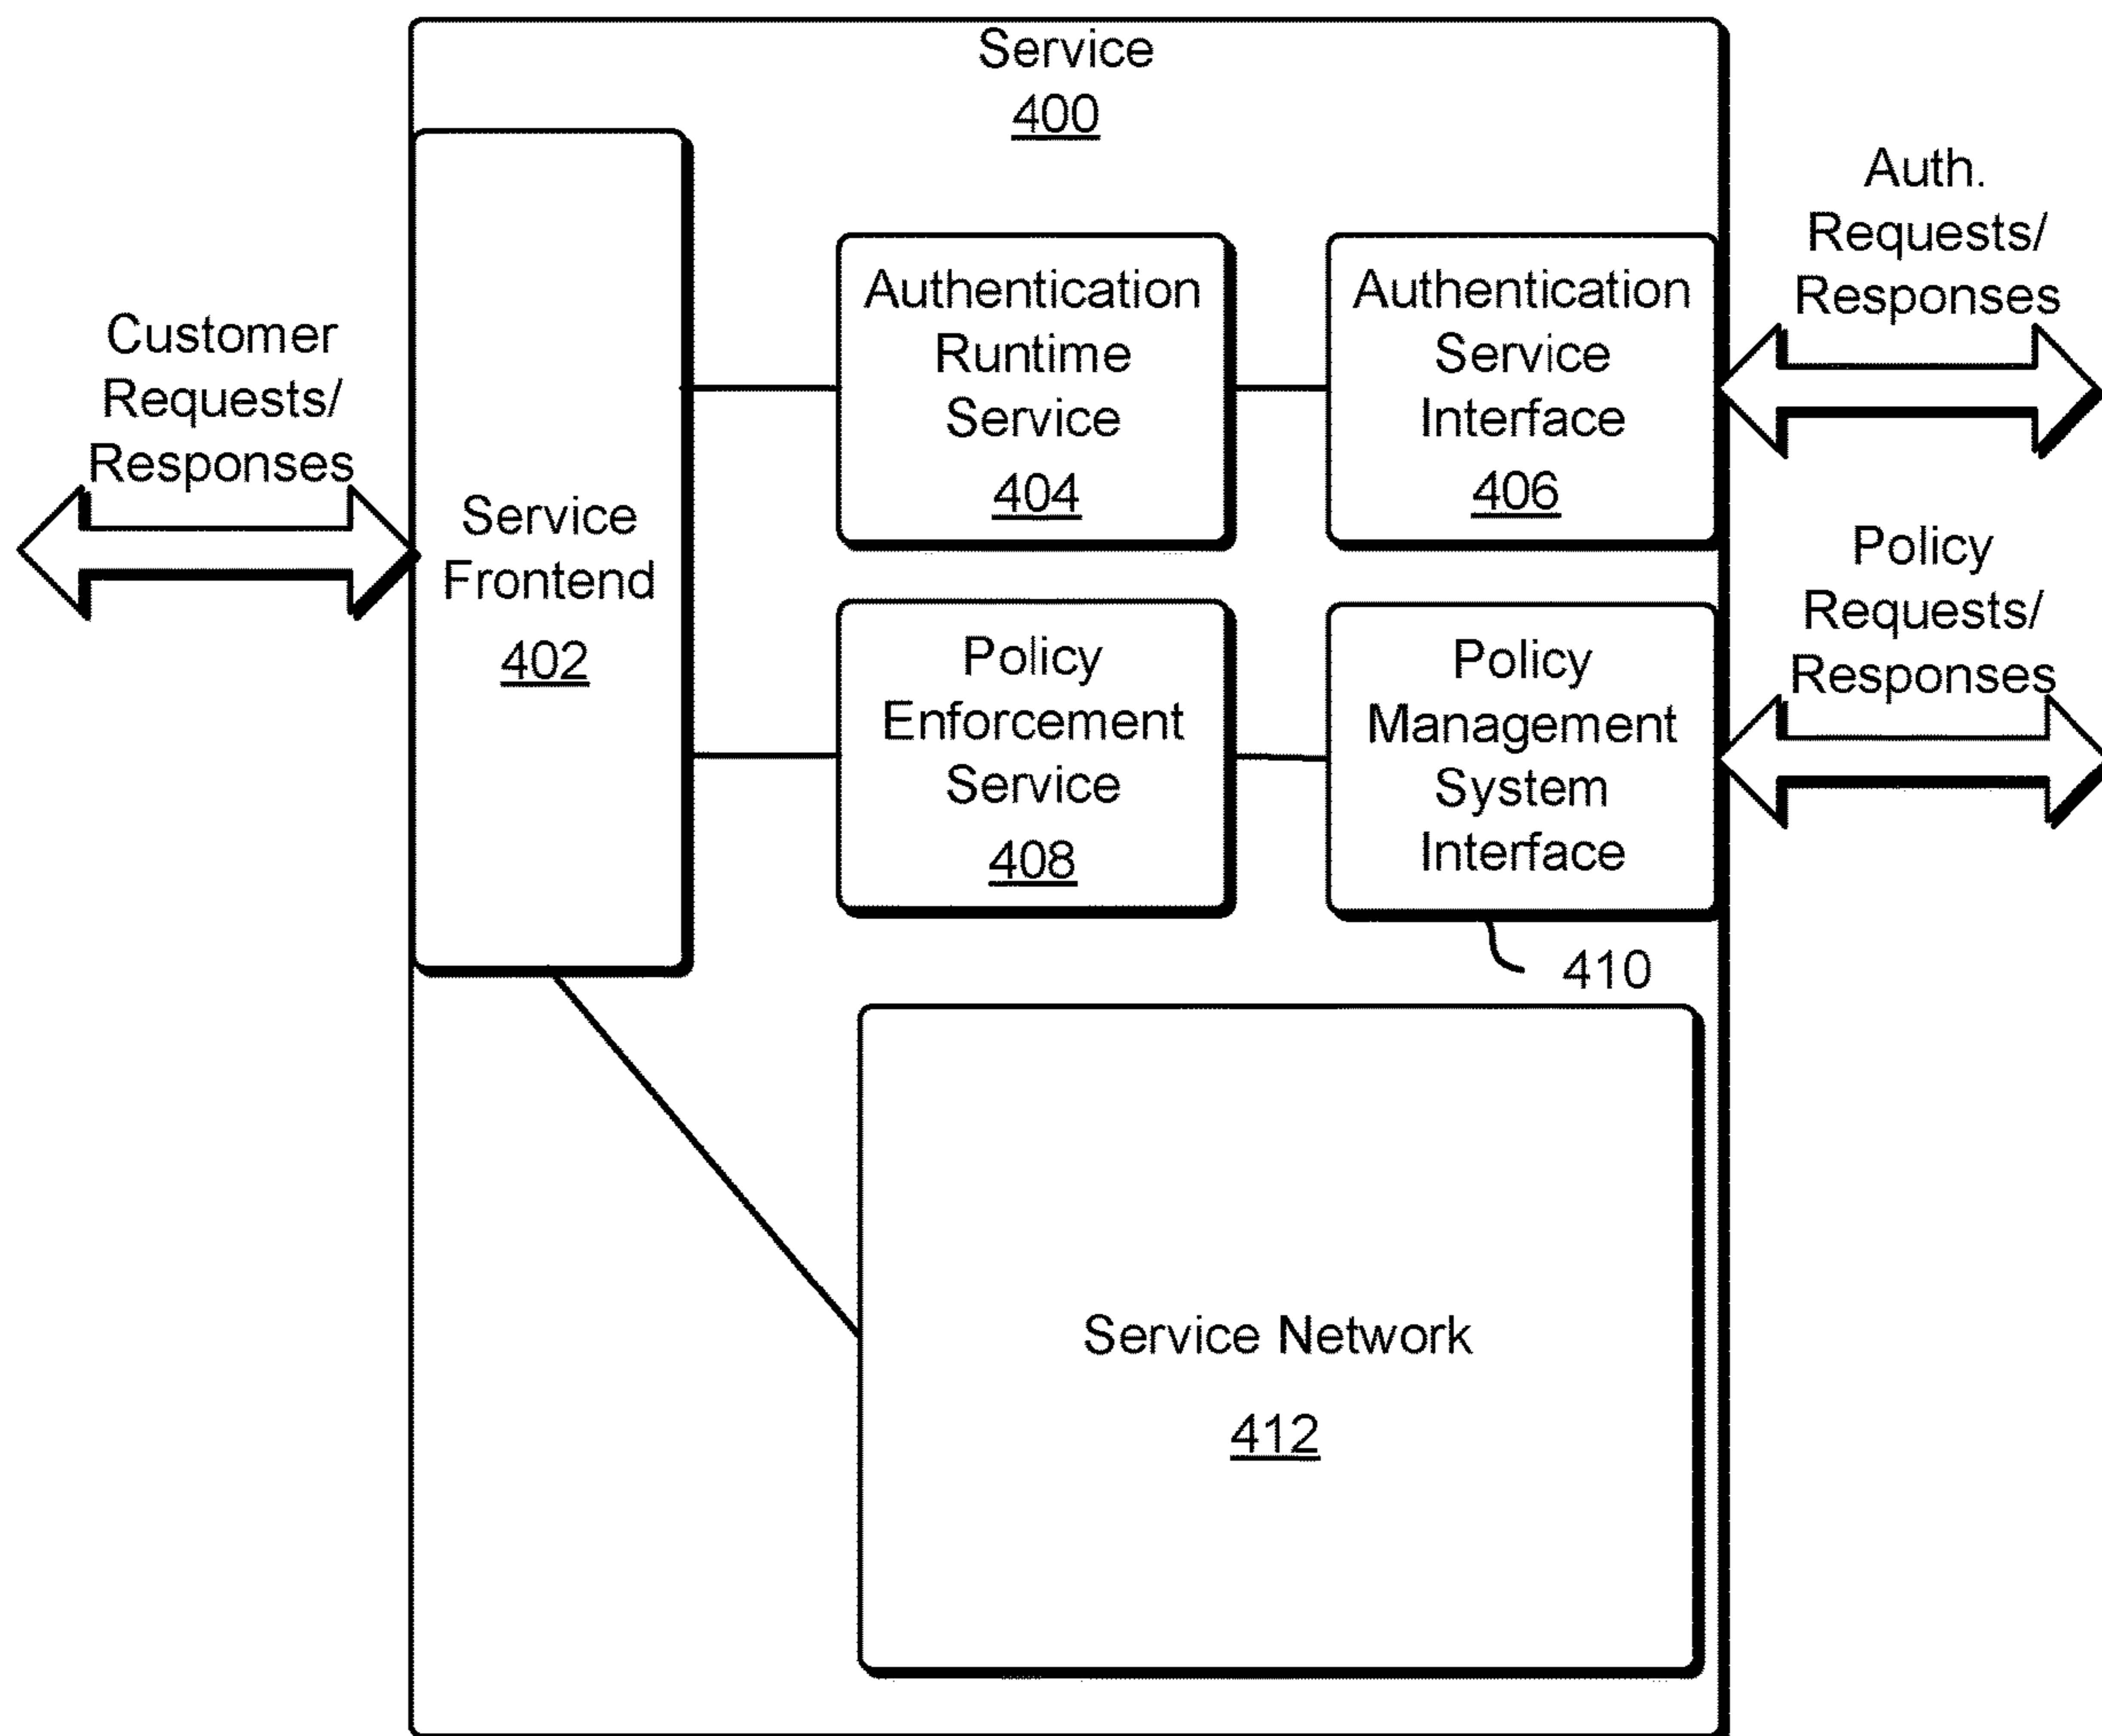 Service
400
Customer
Requests/
Responses
Service
Frontend
402
Authentication
Runtime
Service
404
Authentication
Service
Interface
406
Auth.
Requests/
Responses
Policy
Enforcement
Service
408
Policy
Management
System
Interface
410
Policy
Requests/
Responses
Service Network
412